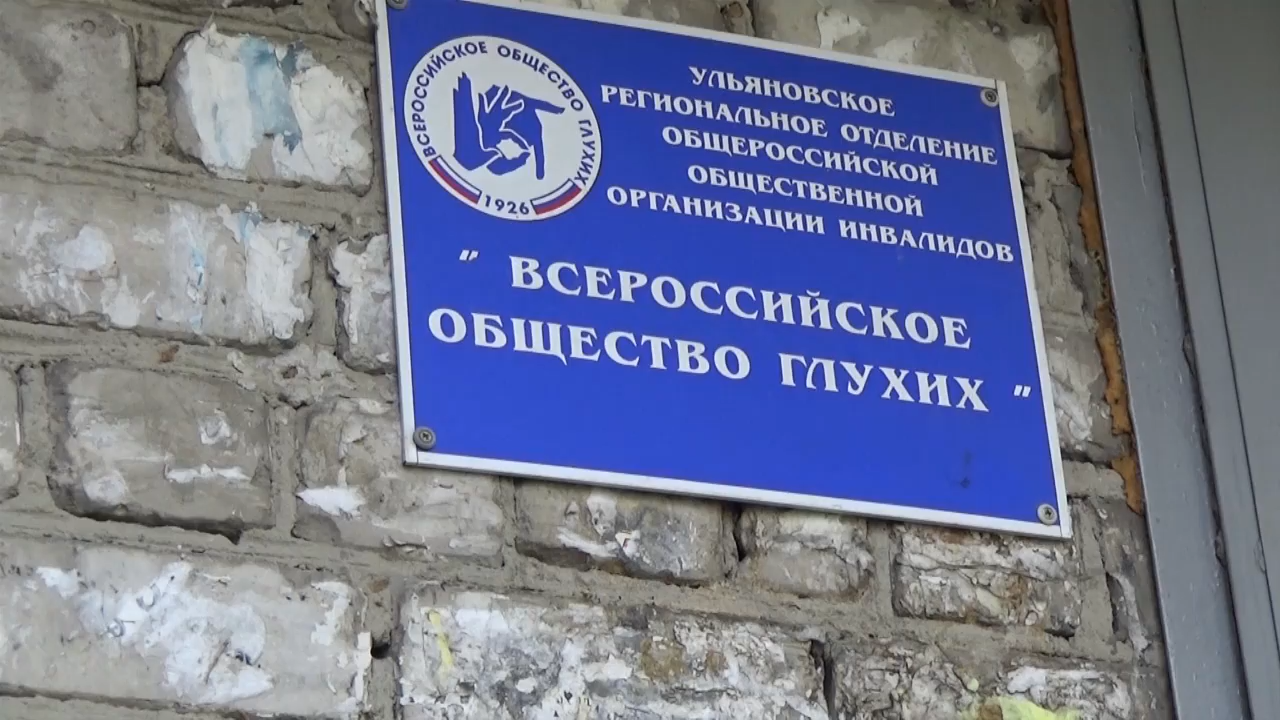 ВСЕРОССИЙСКОЕ ОБЩЕСТВО ГЛУХИХ
1926
УЛЬЯНОВСКОЕ
РЕГИОНАЛЬНОЕ ОТДЕЛЕНИЕ
ОБЩЕРОССИЙСКОЙ
ОБЩЕСТВЕННОЙ
ОРГАНИЗАЦИИ ИНВАЛИДОВ
" ВСЕРОССИЙСКОЕ
ОБЩЕСТВО ГЛУХИХ "